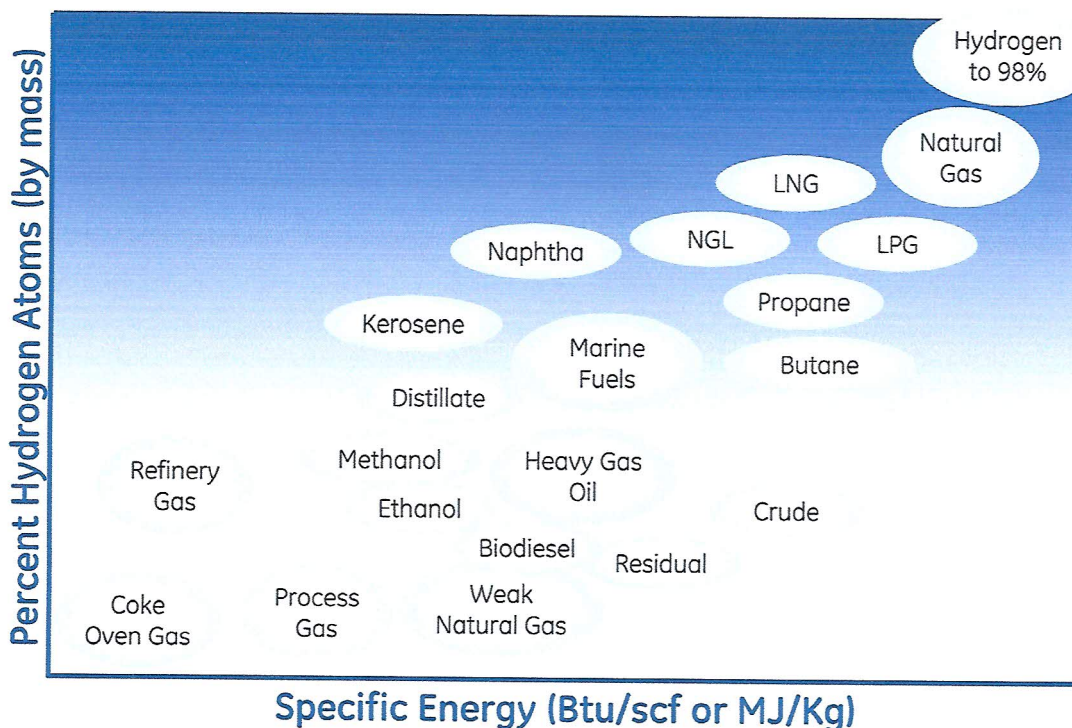 Percent Hydrogen Atoms (by mass)
Hydrogen
to 98%
Natural
Gas
LNG
Naphtha
NGL
LPG
Propane
Kerosene
Marine
Fuels
Butane
Distillate
Methanol
Heavy Gas
Oil
Refinery
Gas
Ethanol
Crude
Biodiesel
Residual
Coke
Oven Gas
Process
Gas
Weak
Natural Gas
Specific Energy (Btu/scf or MJ/Kg)